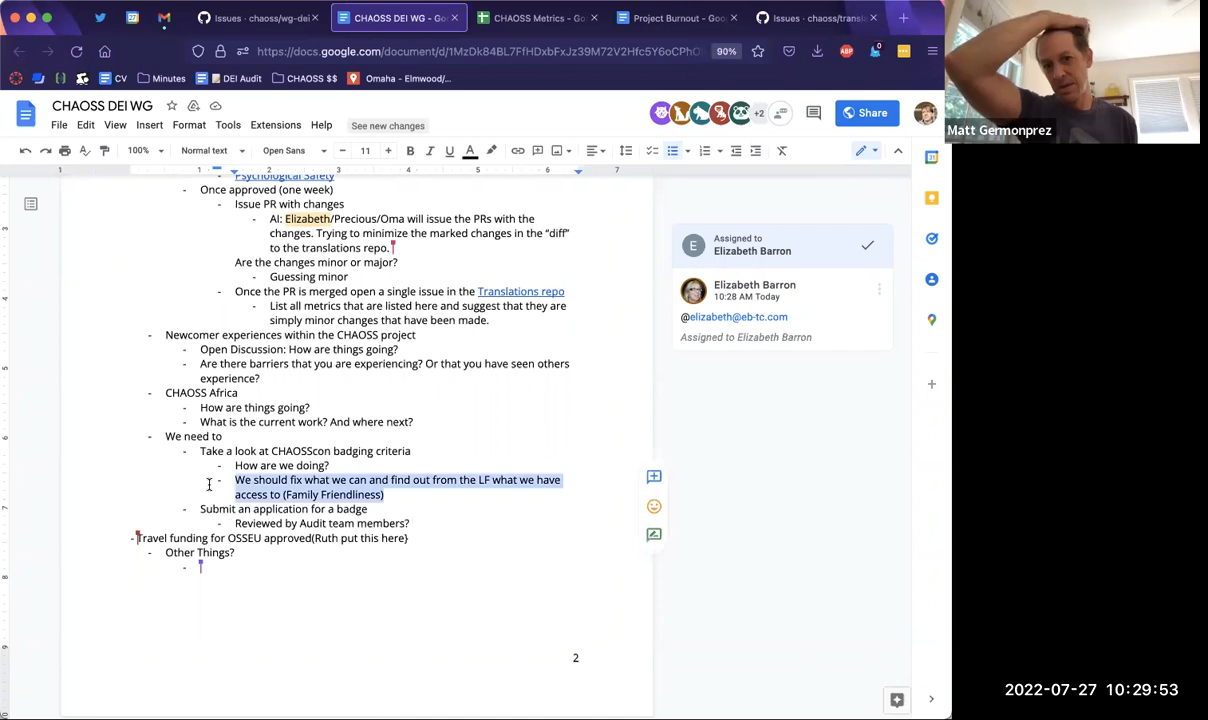 Issues · chaoss/wg-dei
CHAOSS DEI WG - G
CHAOSS Metrics - Go
Project Burnout - Goo
Issues · chaoss/transl
https://docs.google.com/document/d/1MzDk84BL7FfHDxbFxJz39M72V2Hfc5Y6oCPhO
90%
CV
Minutes
DEI Audit
CHAOSS $$
Omaha - Elmwood/...
CHAOSS DEI WG
File Edit View Insert Format Tools Extensions Help
See new changes
+2
Share
100%
Normal text
Open Sans
11
Psychological Safety
- Once approved (one week)
- Issue PR with changes
- AI: Elizabeth/Precious/Oma will issue the PRs with the
changes. Trying to minimize the marked changes in the “diff”
to the translations repo.
Are the changes minor or major?
- Guessing minor
- Once the PR is merged open a single issue in the Translations repo
- List all metrics that are listed here and suggest that they are
simply minor changes that have been made.
- Newcomer experiences within the CHAOSS project
- Open Discussion: How are things going?
- Are there barriers that you are experiencing? Or that you have seen others
experience?
- CHAOSS Africa
- How are things going?
- What is the current work? And where next?
- We need to
- Take a look at CHAOSScon badging criteria
- How are we doing?
- We should fix what we can and find out from the LF what we have
access to (Family Friendliness)
- Submit an application for a badge
- Reviewed by Audit team members?
- Travel funding for OSSEU approved(Ruth put this here}
- Other Things?
-
2
E
Assigned to
Elizabeth Barron
Elizabeth Barron
10:28 AM Today
@elizabeth@eb-tc.com
Assigned to Elizabeth Barron
Matt Germonprez
2022-07-27 10:29:53